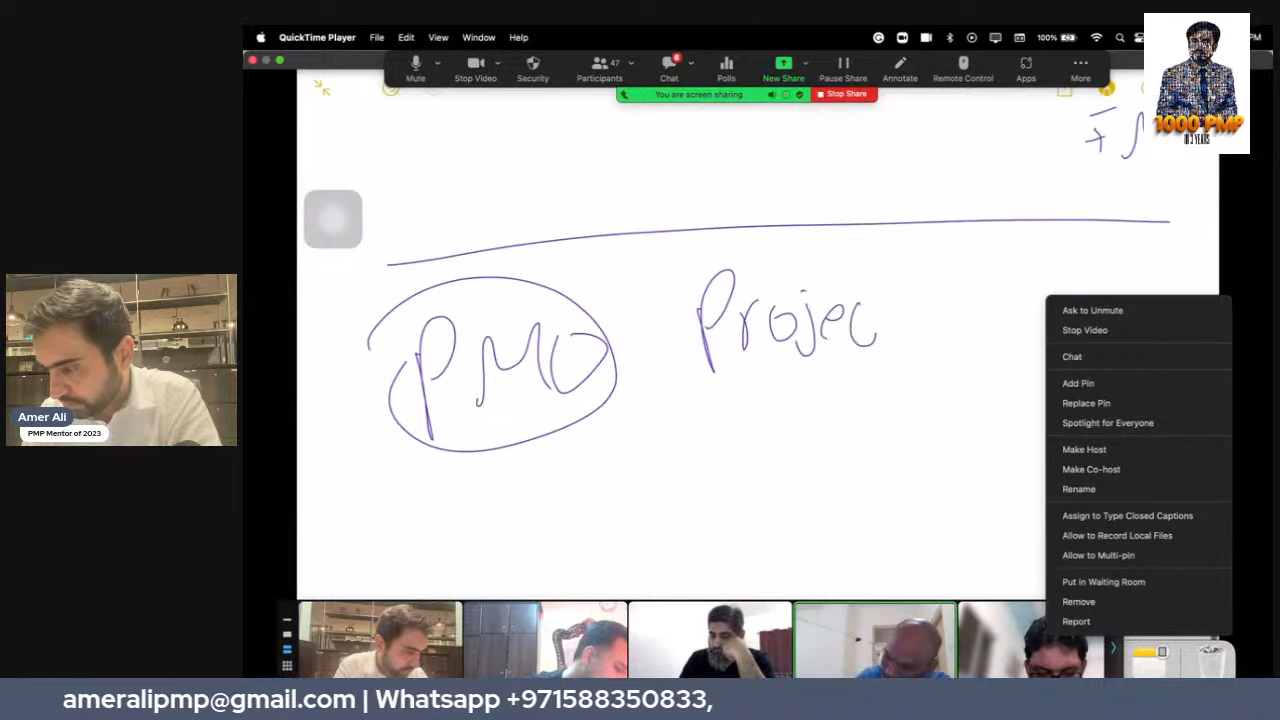 QuickTime Player File Edit View Window Help 100%
Mute Stop Video Security Participants 47 Chat 6 Polls New Share Pause Share Annotate Remote Control Apps More
You are screen sharing Stop Share
1000 PMP
IN 3 YEARS
PMO Projec
Ask to Unmute
Stop Video
Chat
Add Pin
Replace Pin
Spotlight for Everyone
Make Host
Make Co-host
Rename
Assign to Type Closed Captions
Allow to Record Local Files
Allow to Multi-pin
Put in Waiting Room
Remove
Report
Amer Ali
PMP Mentor of 2023
ameralipmp@gmail.com | Whatsapp +971588350833,